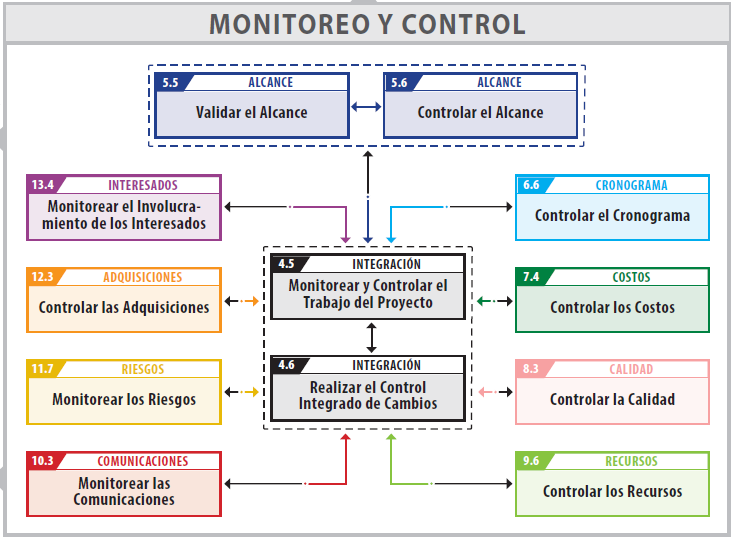 MONITOREO Y CONTROL
5.5 ALCANCE
Validar el Alcance
5.6 ALCANCE
Controlar el Alcance
13.4 INTERESADOS
Monitorear el Involucra-
miento de los Interesados
6.6 CRONOGRAMA
Controlar el Cronograma
4.5 INTEGRACIÓN
Monitorear y Controlar el
Trabajo del Proyecto
12.3 ADQUISICIONES
Controlar las Adquisiciones
7.4 COSTOS
Controlar los Costos
4.6 INTEGRACIÓN
Realizar el Control
Integrado de Cambios
11.7 RIESGOS
Monitorear los Riesgos
8.3 CALIDAD
Controlar la Calidad
10.3 COMUNICACIONES
Monitorear las
Comunicaciones
9.6 RECURSOS
Controlar los Recursos